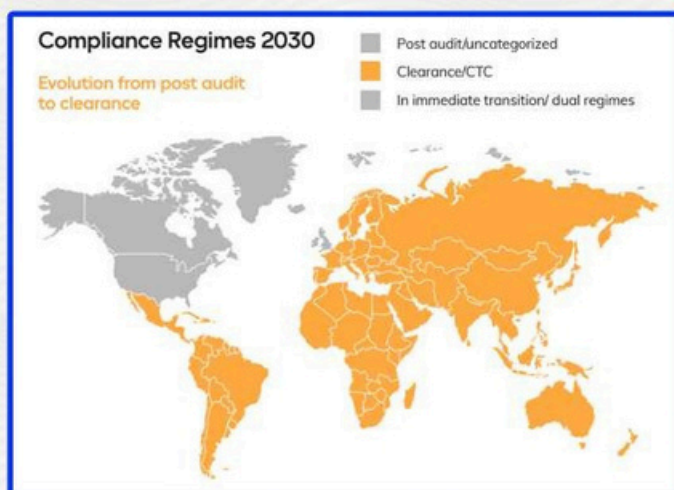 Compliance Regimes 2030
Evolution from post audit
to clearance
Post audit/uncategorized
Clearance/CTC
In immediate transition/ dual regimes